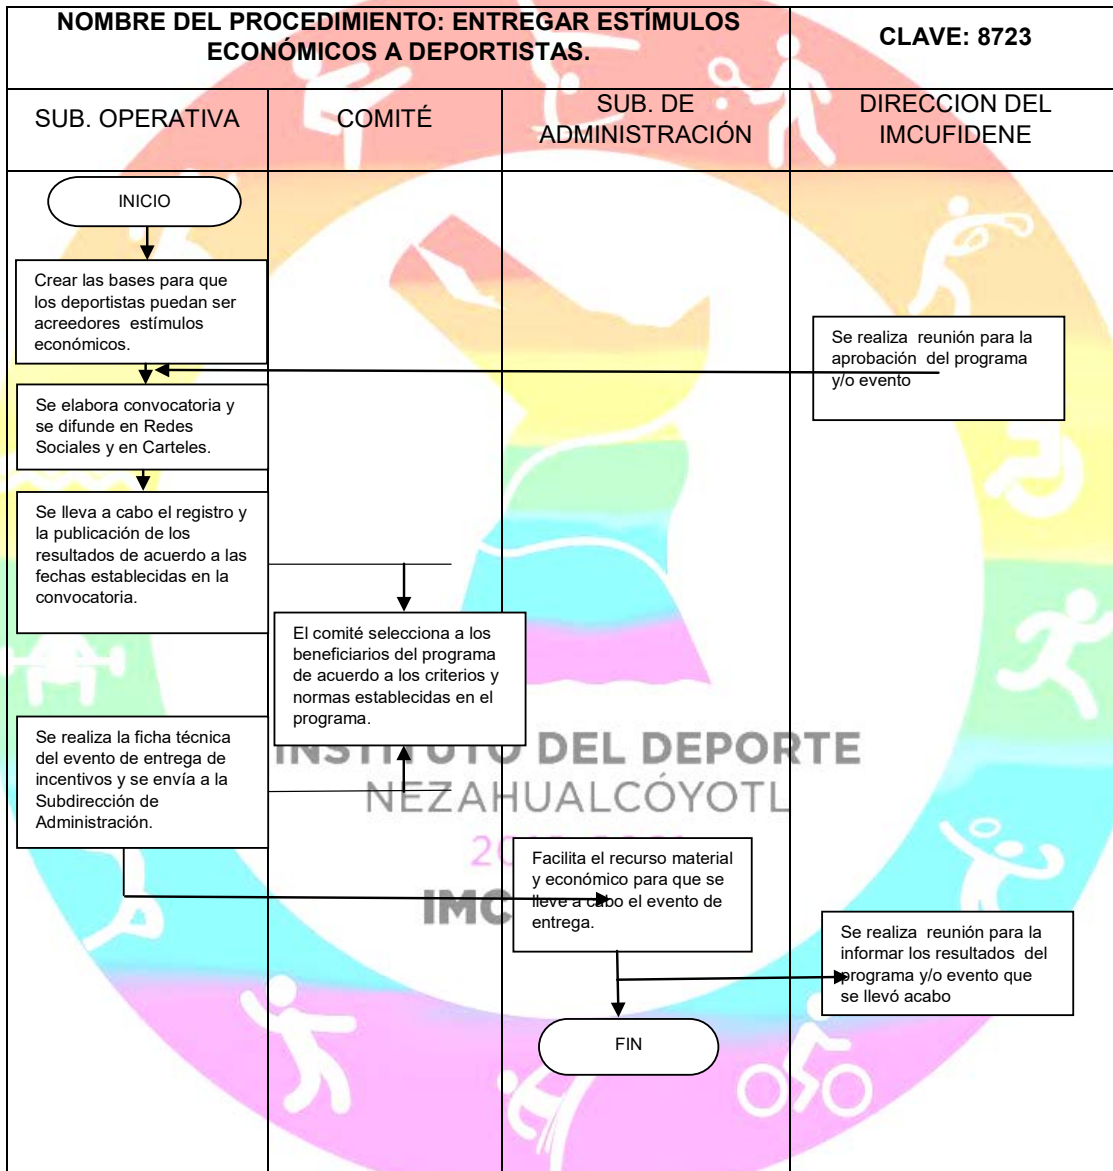 NOMBRE DEL PROCEDIMIENTO: ENTREGAR ESTÍMULOS
ECONÓMICOS A DEPORTISTAS.
CLAVE: 8723
SUB. OPERATIVA
COMITÉ
SUB. DE
ADMINISTRACIÓN
DIRECCION DEL
IMCUFIDENE
INICIO
Crear las bases para que
los deportistas puedan ser
acreedores estímulos
económicos.
Se realiza reunión para la
aprobación del programa
y/o evento
Se elabora convocatoria y
se difunde en Redes
Sociales y en Carteles.
Se lleva a cabo el registro y
la publicación de los
resultados de acuerdo a las
fechas establecidas en la
convocatoria.
El comité selecciona a los
beneficiarios del programa
de acuerdo a los criterios y
normas establecidas en el
programa.
Se realiza la ficha técnica
del evento de entrega de
incentivos y se envía a la
Subdirección de
Administración.
INSTITUTO DEL DEPORTE
NEZAHUALCÓYOTL
Facilita el recurso material
y económico para que se
lleve a cabo el evento de
entrega.
Se realiza reunión para la
informar los resultados del
programa y/o evento que
se llevó acabo
FIN